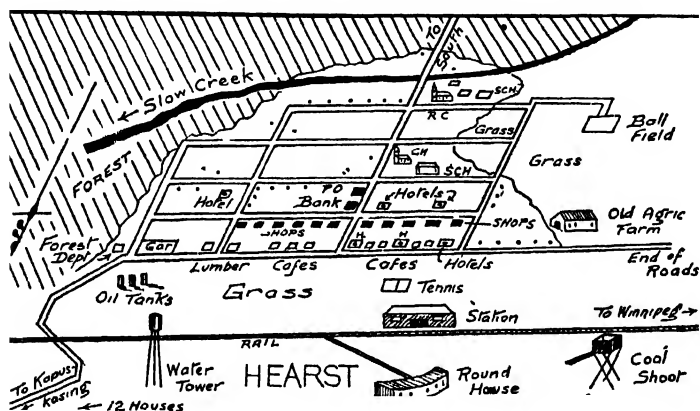 To
South
← Slow Creek
SCH
R C
Grass
Ball
Field
FOREST
CH
SCH
Grass
Hotel
PO
Bank
Hotels
Forest
Dept
Gar
SHOPS
H
H
SHOPS
Old Agric
Farm
Lumber
Cafes
Cafes
Hotels
End of
Roads
Oil Tanks
Grass
Tennis
Station
To Winnipeg →
RAIL
Water
Tower
HEARST
Round
House
Coal
Shoot
To Kapus
Kasing
← 12 Houses